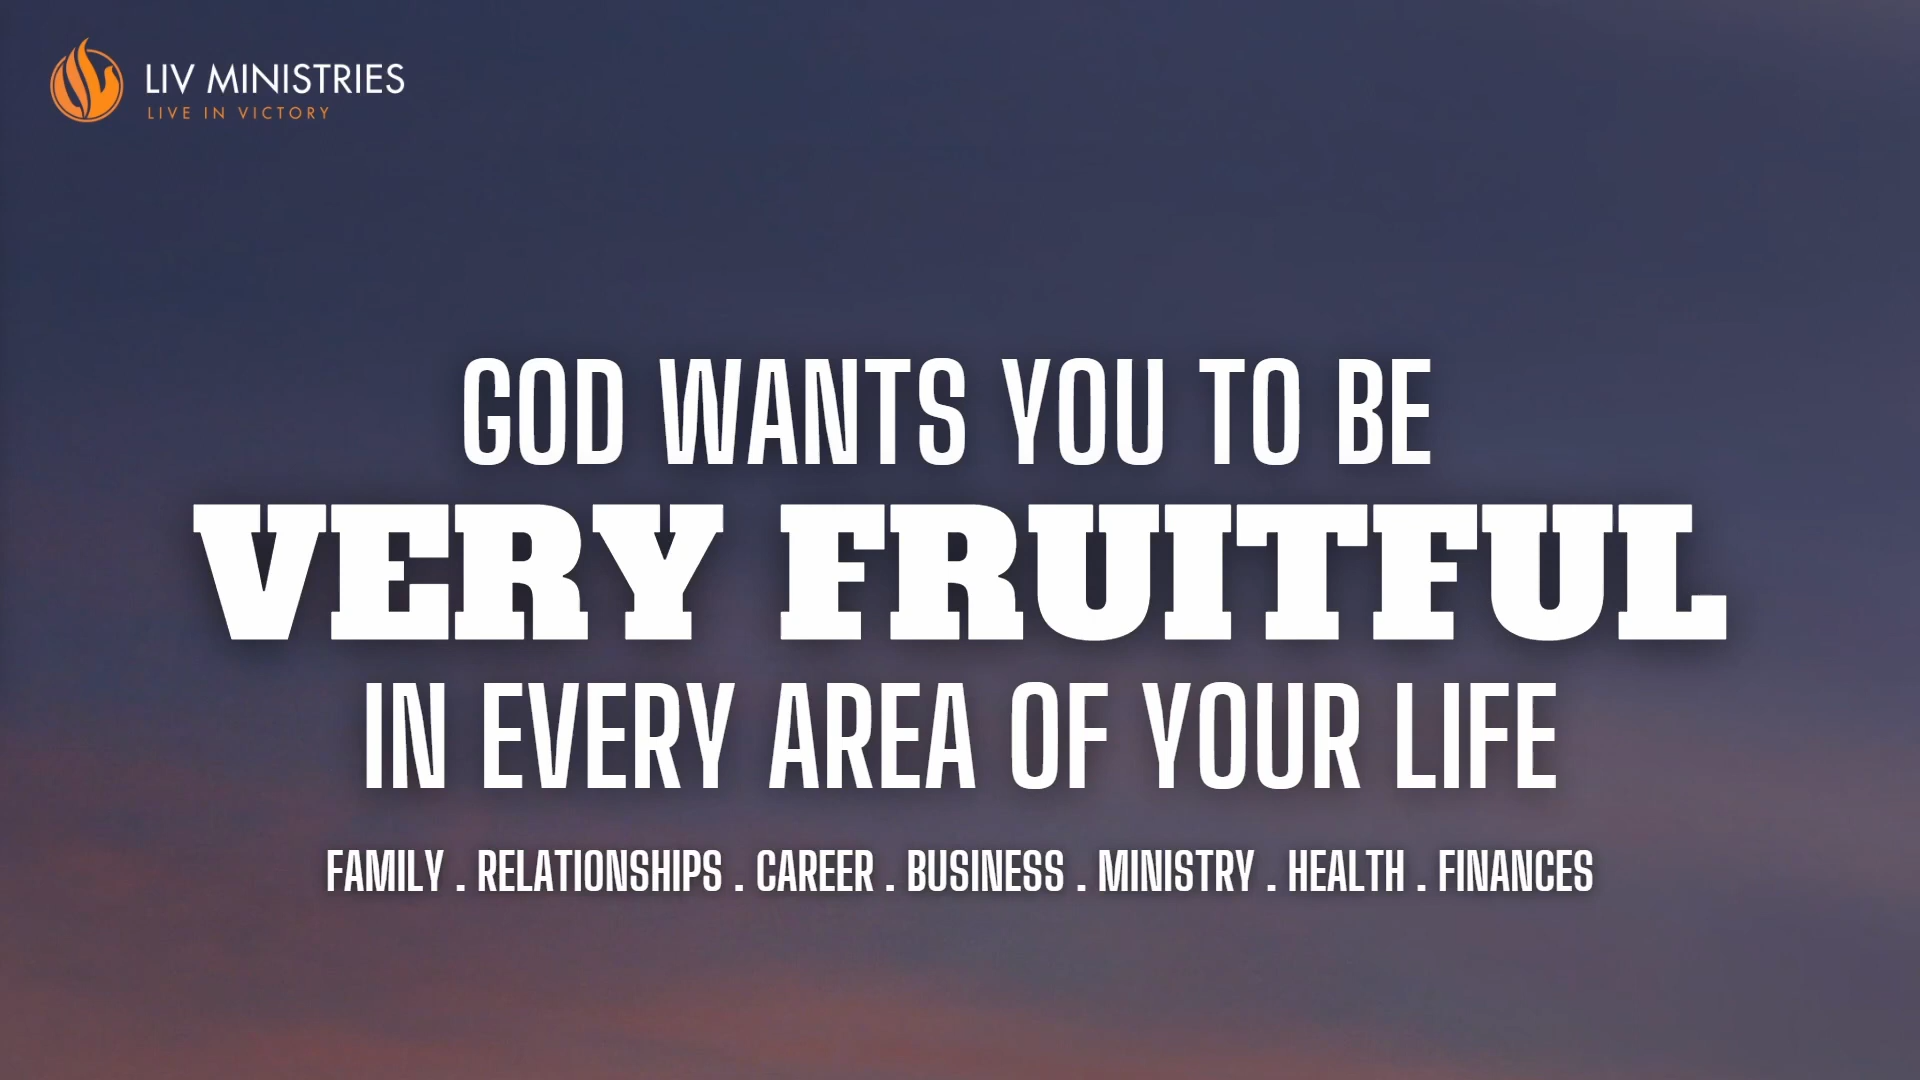 LIV MINISTRIES
LIVE IN VICTORY
GOD WANTS YOU TO BE
VERY FRUITFUL
IN EVERY AREA OF YOUR LIFE
FAMILY . RELATIONSHIPS . CAREER . BUSINESS . MINISTRY . HEALTH . FINANCES